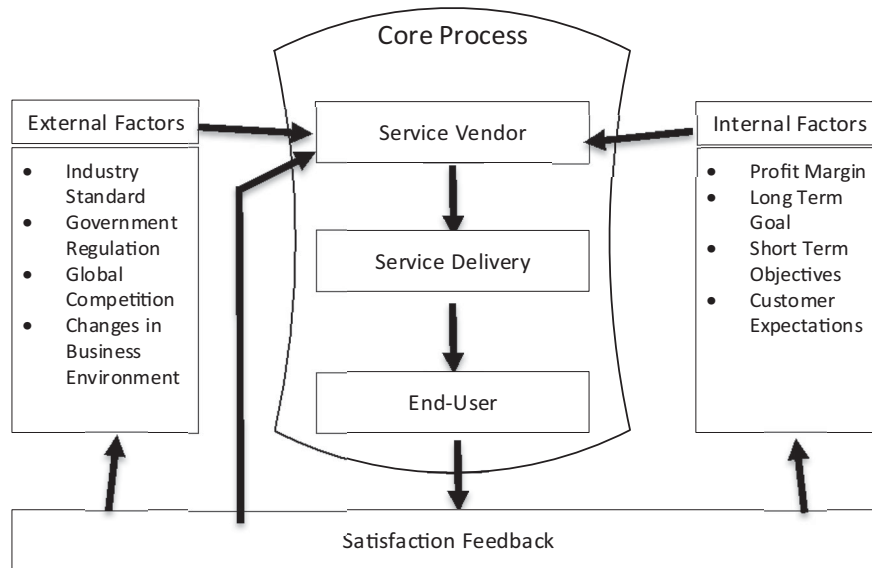 Core Process
External Factors
Service Vendor
Internal Factors
• Industry
Standard
• Government
Regulation
• Global
Competition
• Changes in
Business
Environment
Service Delivery
End-User
• Profit Margin
• Long Term
Goal
• Short Term
Objectives
• Customer
Expectations
Satisfaction Feedback